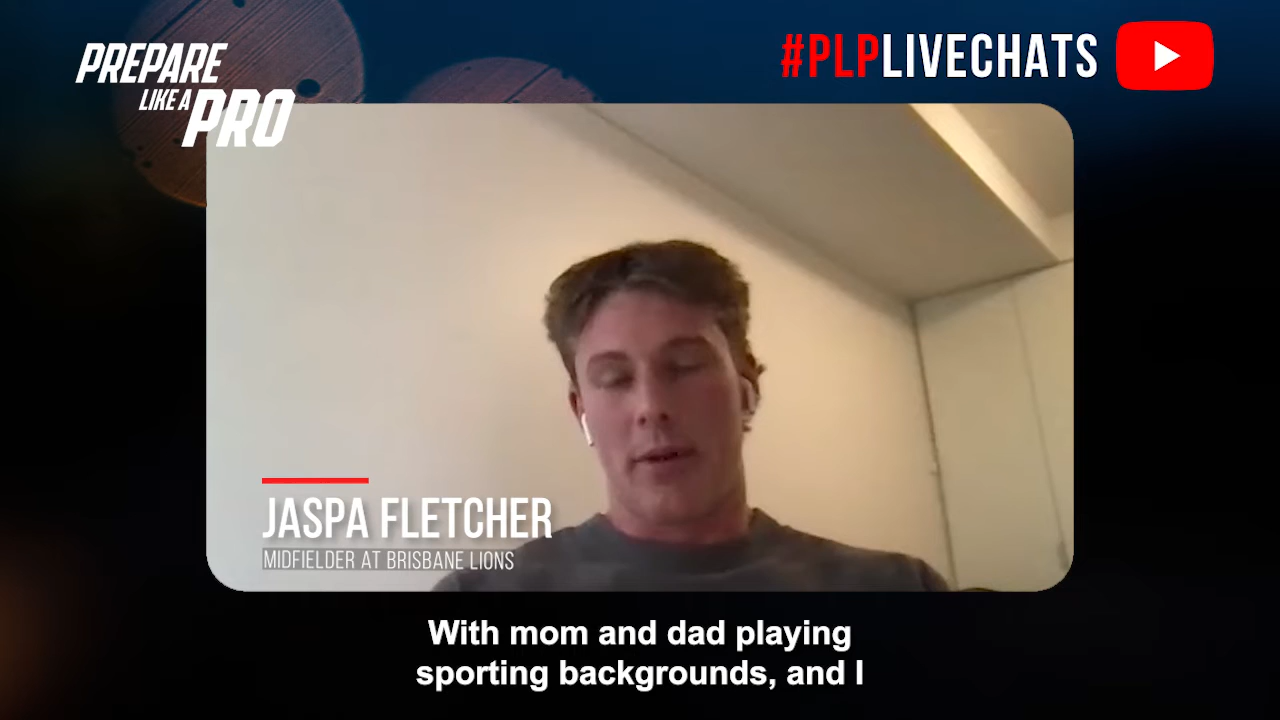 PREPARE
LIKE A
PRO
#PLPLIVECHATS
JASPA FLETCHER
MIDFIELDER AT BRISBANE LIONS
With mom and dad playing
sporting backgrounds, and I